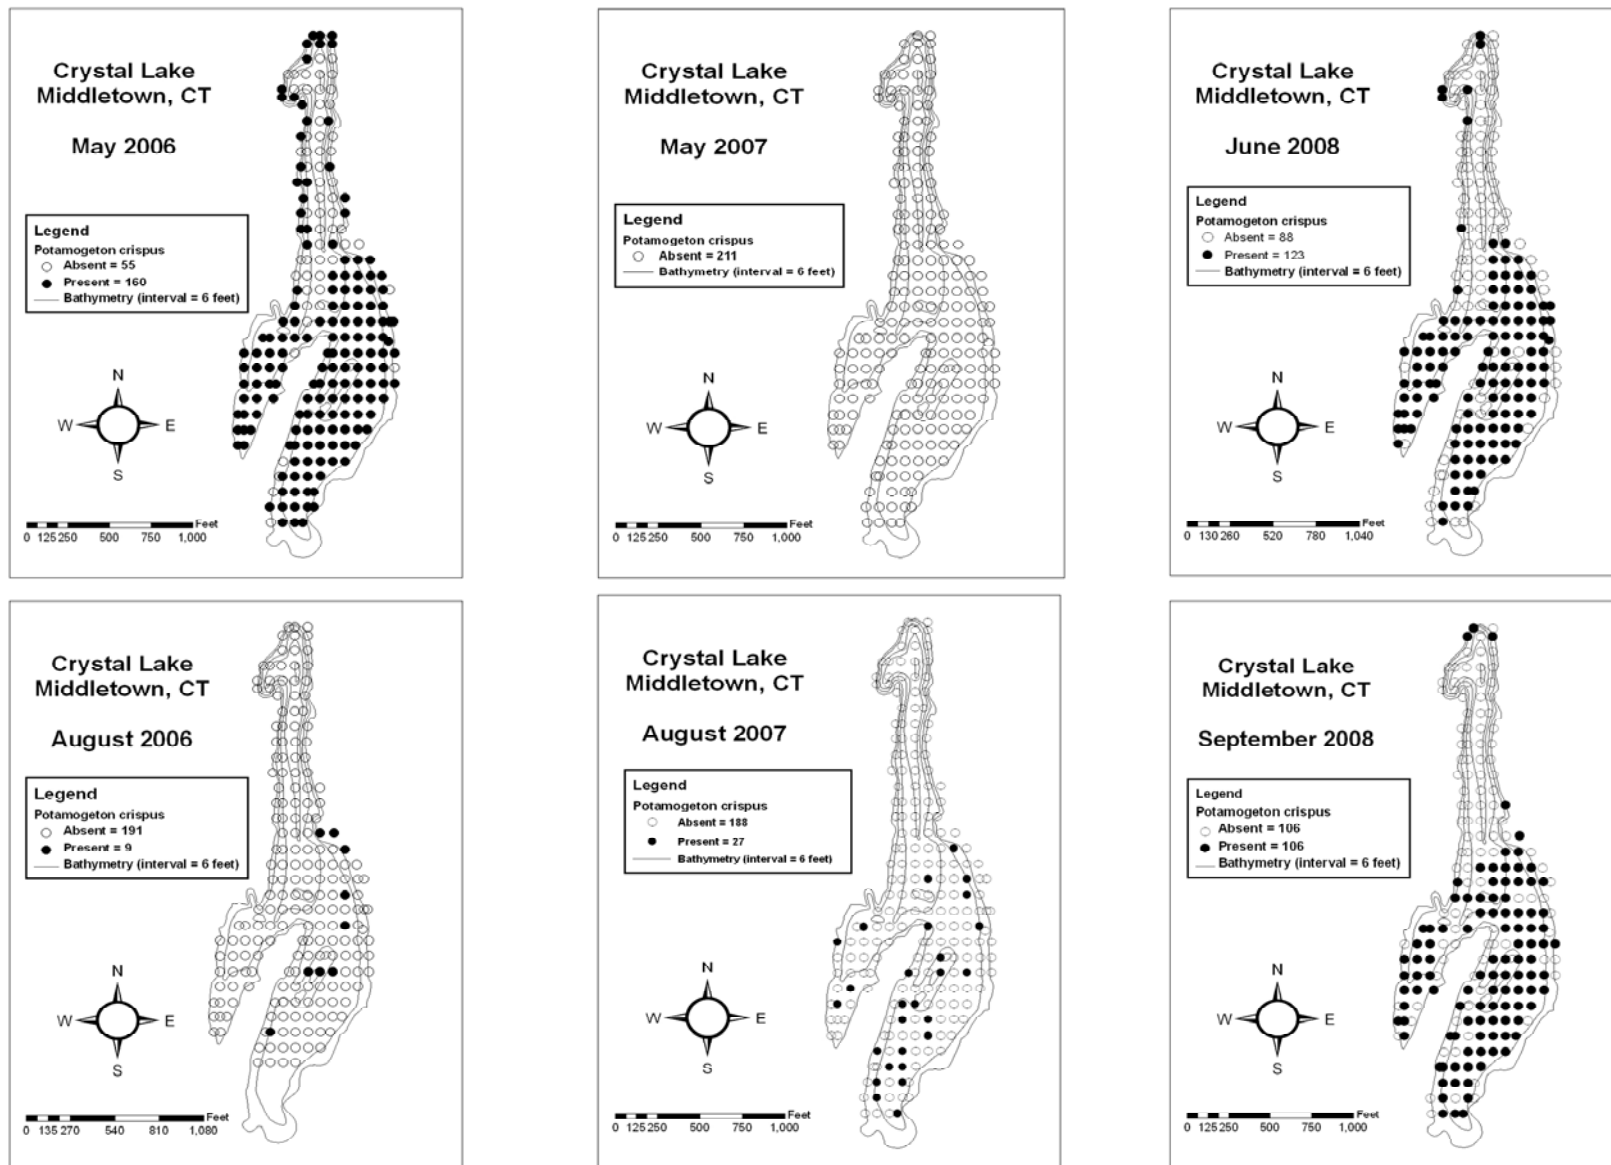 Crystal Lake
Middletown, CT
May 2006
Legend
Potamogeton crispus
Absent = 55
Present = 160
Bathymetry (interval = 6 feet)
N
W E
S
Feet
0 125 250 500 750 1,000
Crystal Lake
Middletown, CT
May 2007
Legend
Potamogeton crispus
Absent = 211
Bathymetry (interval = 6 feet)
N
W E
S
Feet
0 125 250 500 750 1,000
Crystal Lake
Middletown, CT
June 2008
Legend
Potamogeton crispus
Absent = 88
Present = 123
Bathymetry (interval = 6 feet)
N
W E
S
Feet
0 130 260 520 780 1,040
Crystal Lake
Middletown, CT
August 2006
Legend
Potamogeton crispus
Absent = 191
Present = 9
Bathymetry (interval = 6 feet)
N
W E
S
Feet
0 135 270 540 810 1,080
Crystal Lake
Middletown, CT
August 2007
Legend
Potamogeton crispus
Absent = 188
Present = 27
Bathymetry (interval = 6 feet)
N
W E
S
Feet
0 125 250 500 750 1,000
Crystal Lake
Middletown, CT
September 2008
Legend
Potamogeton crispus
Absent = 106
Present = 106
Bathymetry (interval = 6 feet)
N
W E
S
Feet
0 125 250 500 750 1,000